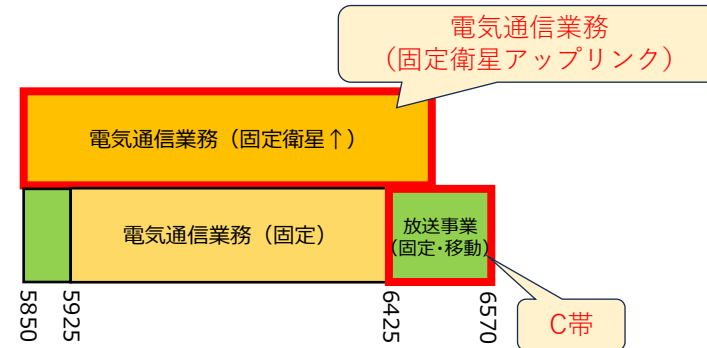 電気通信業務
（固定衛星アップリンク）
電気通信業務（固定衛星↑）
電気通信業務（固定）
放送事業
（固定・移動）
5850
5925
6425
6570
C帯